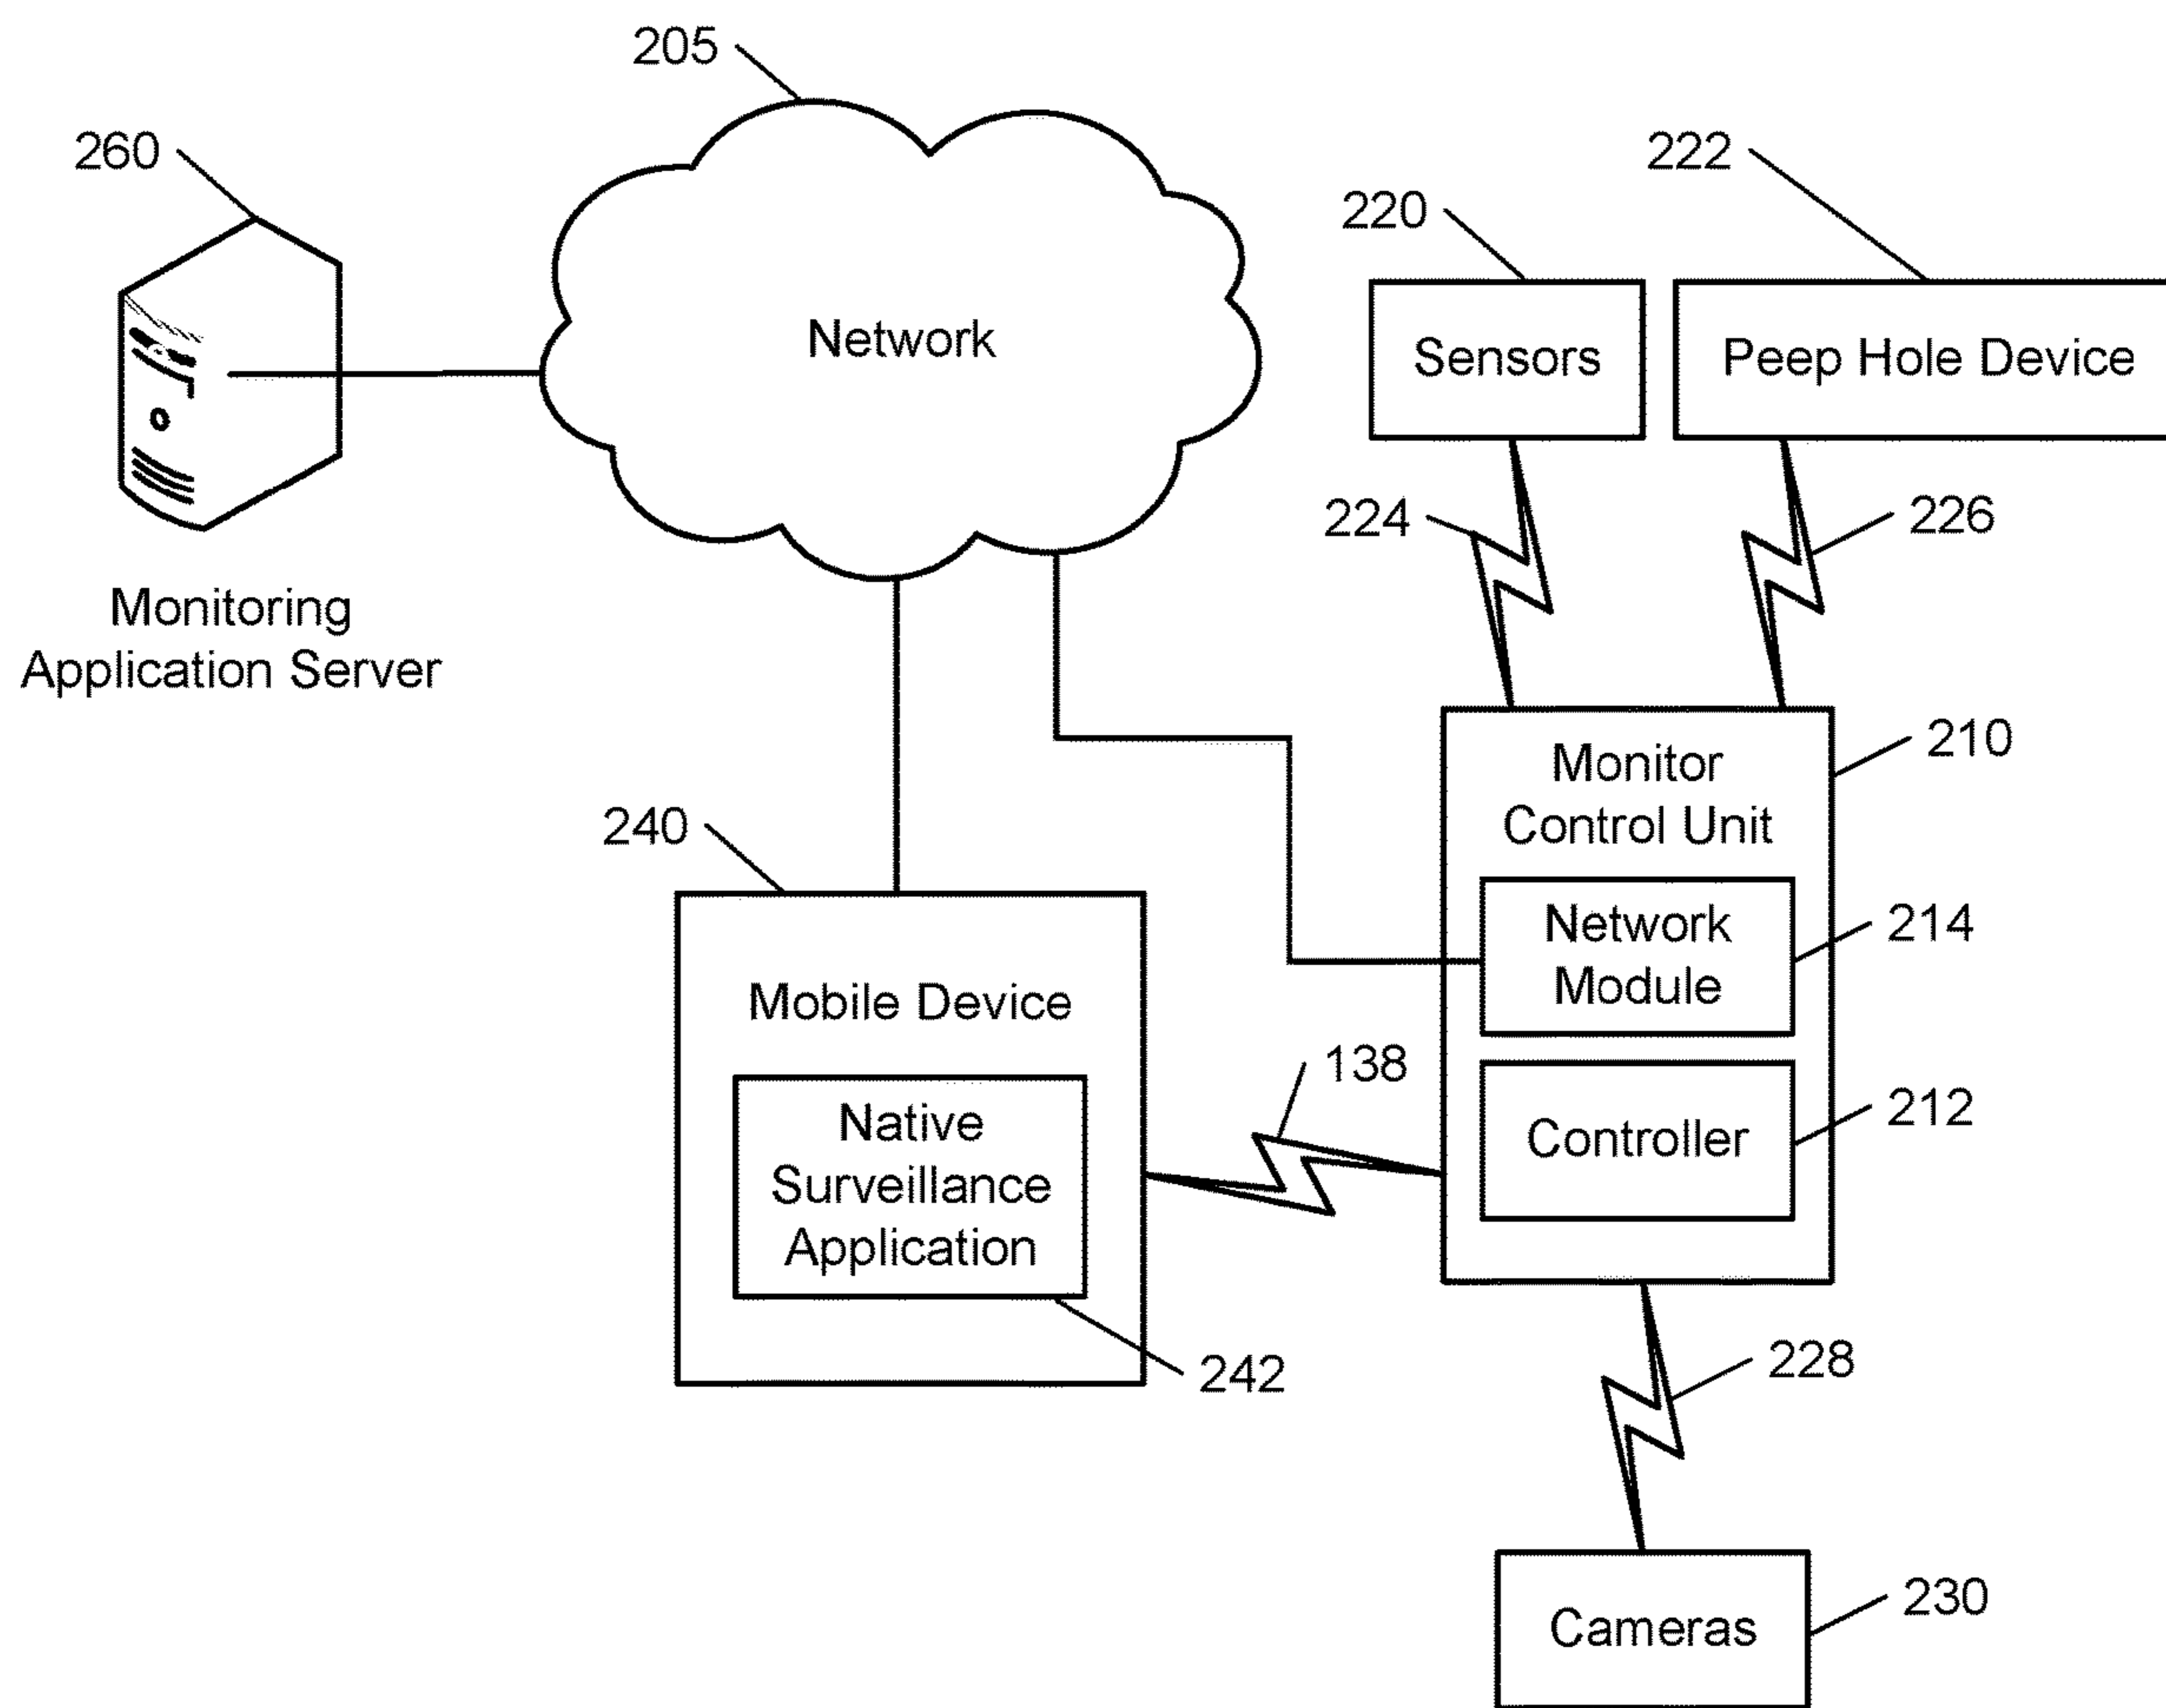 205
260
222
220
Network
Sensors
Peep Hole Device
224
226
Monitoring
Application Server
210
Monitor
Control Unit
240
214
Network
Module
Mobile Device
138
212
Controller
Native
Surveillance
Application
242
228
230
Cameras